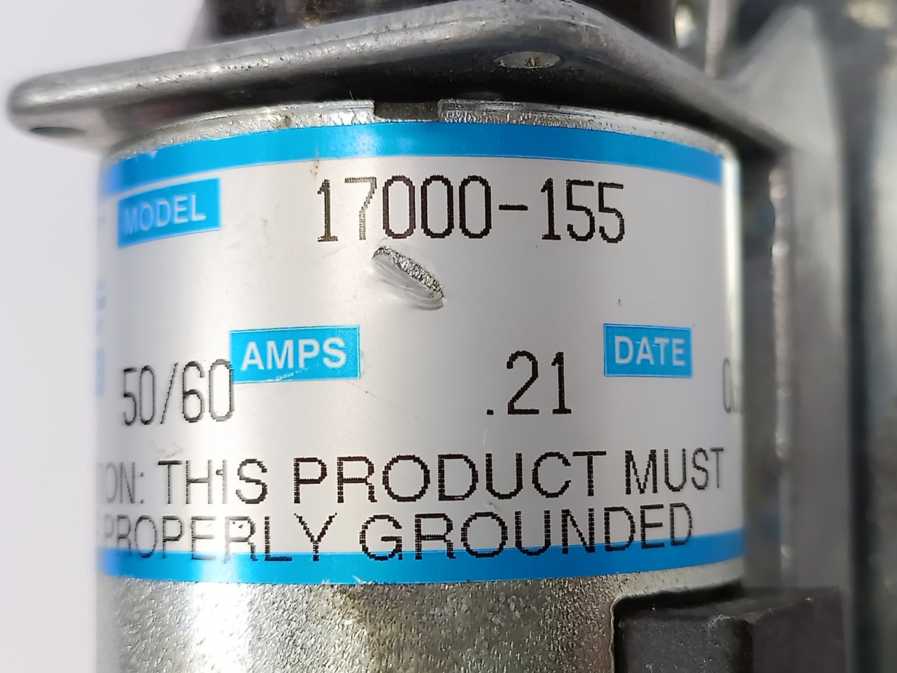 MODEL 17000-155
50/60 AMPS .21 DATE
ON: THIS PRODUCT MUST
PROPERLY GROUNDED